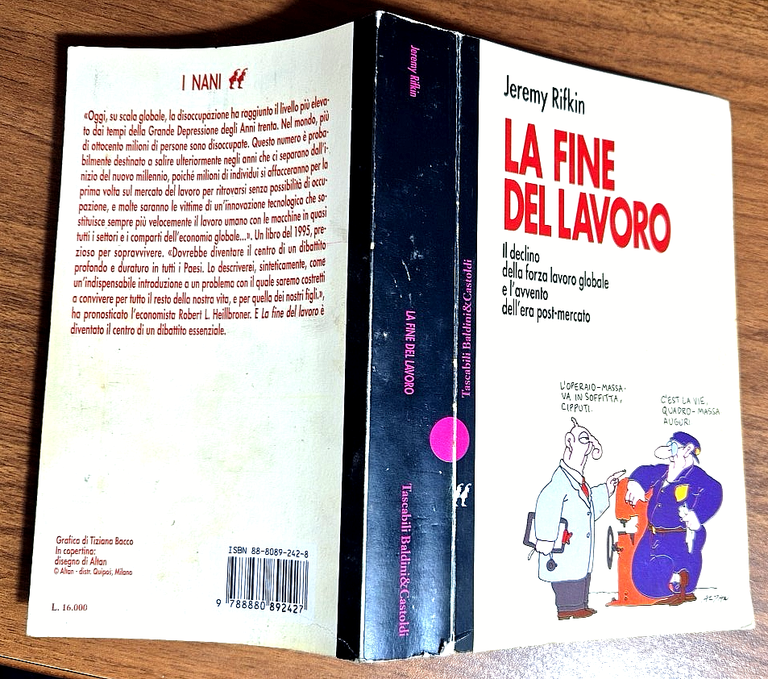 I NANI
«Oggi, su scala globale, la disoccupazione ha raggiunto il livello più eleva-
to dai tempi della Grande Depressione degli Anni trenta. Nel mondo, più
di ottocento milioni di persone sono disoccupate. Questo numero è proba-
bilmente destinato a salire ulteriormente negli anni che ci separano dall'i-
nizio del nuovo millennio, poiché milioni di individui si affacceranno per la
prima volta sul mercato del lavoro per ritrovarsi senza possibilità di occu-
pazione, e molte saranno le vittime di un'innovazione tecnologica che so-
stituisce sempre più velocemente il lavoro umano con le macchine in quasi
tutti i settori e i comparti dell'economia globale...». Un libro del 1995, pre-
zioso per sopravvivere. «Dovrebbe diventare il centro di un dibattito
profondo e duraturo in tutti i Paesi. Lo descriverei, sinteticamente, come
un'indispensabile introduzione a un problema con il quale saremo costretti
a convivere per tutto il resto della nostra vita, e per quella dei nostri figli.»,
ha pronosticato l'economista Robert L. Heillbroner. E La fine del lavoro è
diventato il centro di un dibattito essenziale.
Grafica di Tiziana Bacco
In copertina:
disegno di Altan
© Altan - distr. Quipos, Milano
L. 16.000
ISBN 88-8089-242-8
9 788880 892427
Jeremy Rifkin
LA FINE DEL LAVORO
Tascabili Baldini&Castoldi
Tascabili Baldini&Castoldi
Jeremy Rifkin
LA FINE
DEL LAVORO
Il declino
della forza lavoro globale
e l'avvento
dell'era post-mercato
L'OPERAIO-MASSA-
VA IN SOFFITTA,
CIPPUTI.
C'EST LA VIE,
QUADRO-MASSA
AUGURI
ALTAN